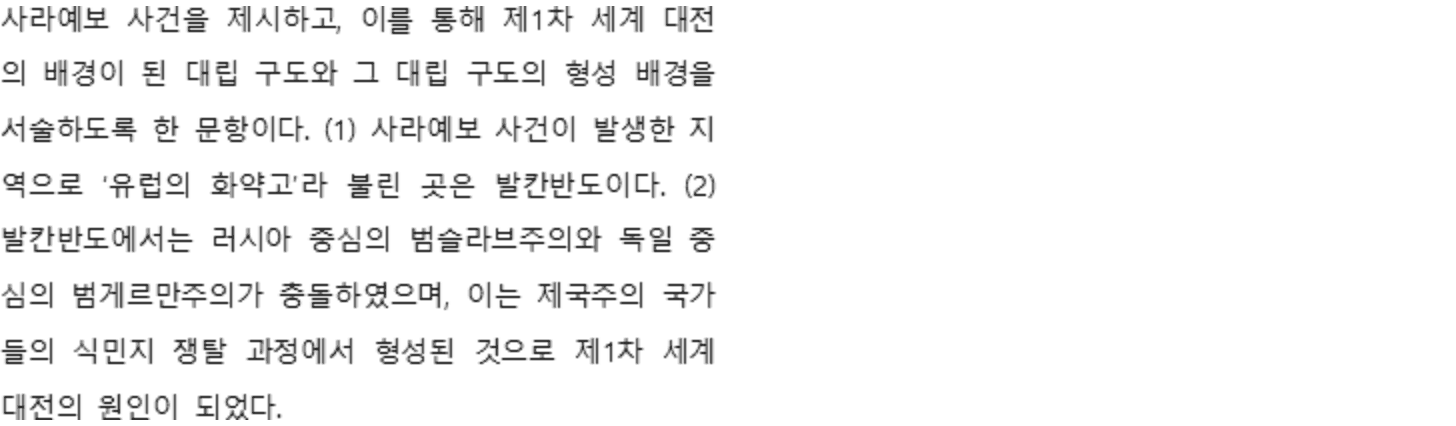 사라예보 사건을 제시하고, 이를 통해 제1차 세계 대전
의 배경이 된 대립 구도와 그 대립 구도의 형성 배경을
서술하도록 한 문항이다. (1) 사라예보 사건이 발생한 지
역으로 ‘유럽의 화약고’라 불린 곳은 발칸반도이다. (2)
발칸반도에서는 러시아 중심의 범슬라브주의와 독일 중
심의 범게르만주의가 충돌하였으며, 이는 제국주의 국가
들의 식민지 쟁탈 과정에서 형성된 것으로 제1차 세계
대전의 원인이 되었다.